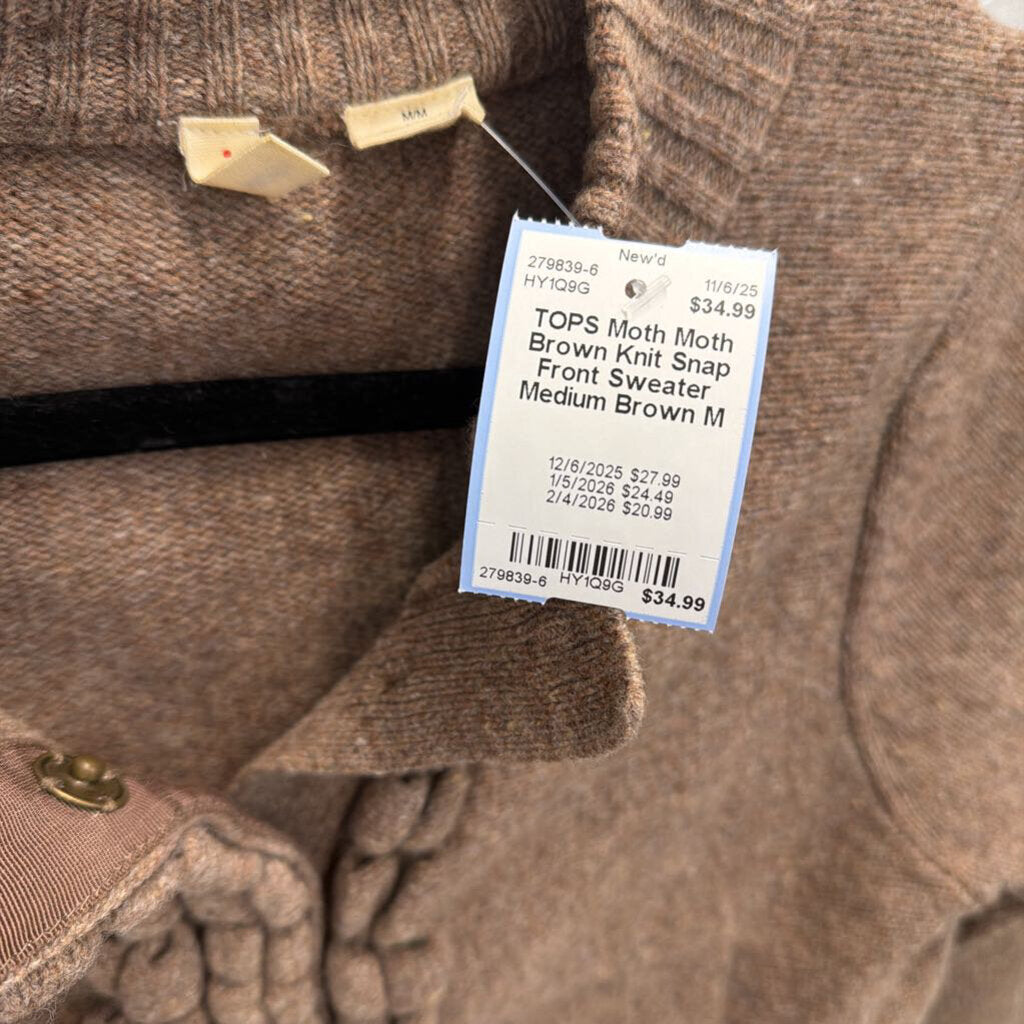 M/M
New'd
279839-6
HY1Q9G
11/6/25
$34.99
TOPS Moth Moth
Brown Knit Snap
Front Sweater
Medium Brown M
12/6/2025 $27.99
1/5/2026 $24.49
2/4/2026 $20.99
279839-6 HY1Q9G $34.99